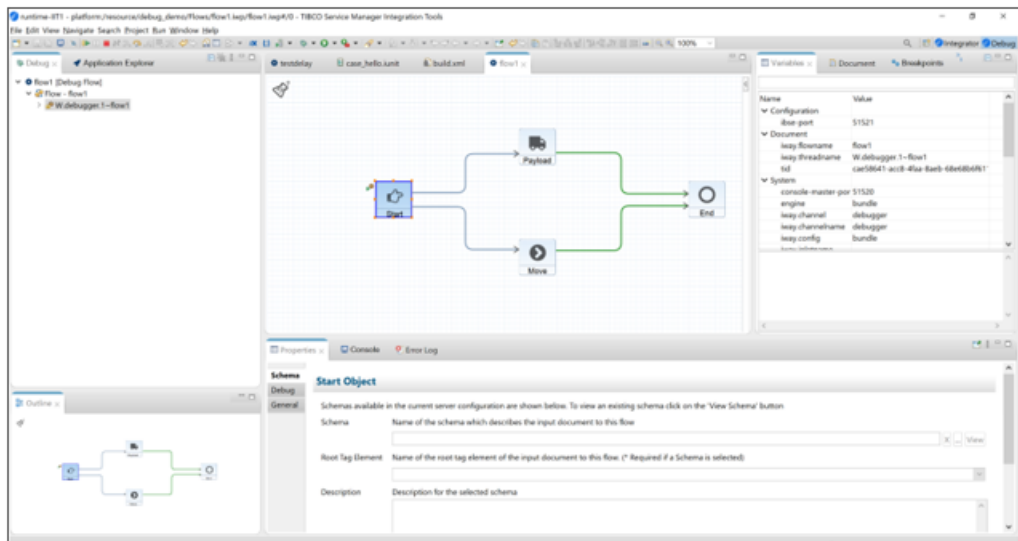 runtime-IIT1 - platform:/resource/debug_demo/Flows/flow1.iwp/flow1.iwp#/0 - TIBCO Service Manager Integration Tools
File Edit View Navigate Search Project Run Window Help
100%
Integrator Debug
Debug Application Explorer
testdelay case_hello.iunit build.xml flow1
Variables Document Breakpoints
flow1 [Debug Flow]
Flow - flow1
W.debugger.1~flow1
Payload
Start
End
Move
Name Value
Configuration
ibse-port 51521
Document
iway.flowname flow1
iway.threadname W.debugger.1~flow1
tid
System
console-master-por 51520
engine bundle
iway.channel debugger
iway.channelname debugger
iway.config bundle
Outline
Properties Console Error Log
Schema
Debug
General
Start Object
Schemas available in the current server configuration are shown below. To view an existing schema click on the 'View Schema' button
Schema Name of the schema which describes the input document to this flow
X ... View
Root Tag Element Name of the root tag element of the input document to this flow. (* Required if a Schema is selected)
Description Description for the selected schema